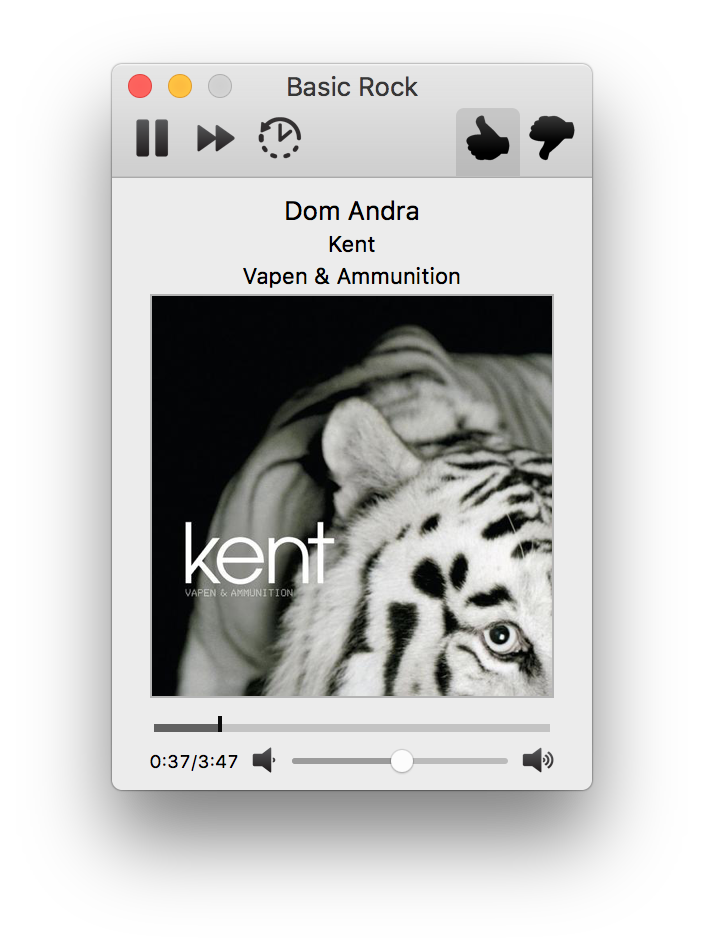 Basic Rock
Dom Andra
Kent
Vapen & Ammunition
kent
VAPEN & AMMUNITION
0:37/3:47